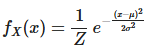 f_X(x) = \frac{1}{Z} e^{-\frac{(x-\mu)^2}{2\sigma^2}}